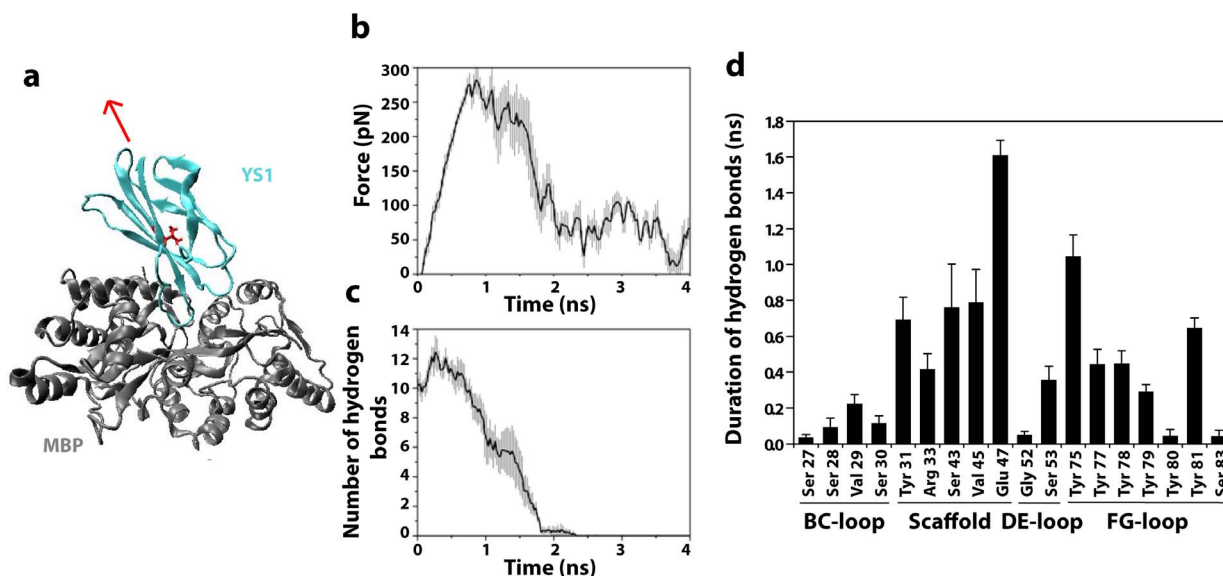 a
YS1
MBP
b
Force (pN)
300
250
200
150
100
50
0
0 1 2 3 4
Time (ns)
c
Number of hydrogen
bonds
14
12
10
8
6
4
2
0
0 1 2 3 4
Time (ns)
d
Duration of hydrogen bonds (ns)
1.8
1.6
1.4
1.2
1.0
0.8
0.6
0.4
0.2
0.0
Ser 27
Ser 28
Val 29
Ser 30
Tyr 31
Arg 33
Ser 43
Val 45
Glu 47
Gly 52
Ser 53
Tyr 75
Tyr 77
Tyr 78
Tyr 79
Tyr 80
Tyr 81
Ser 83
BC-loop Scaffold DE-loop FG-loop